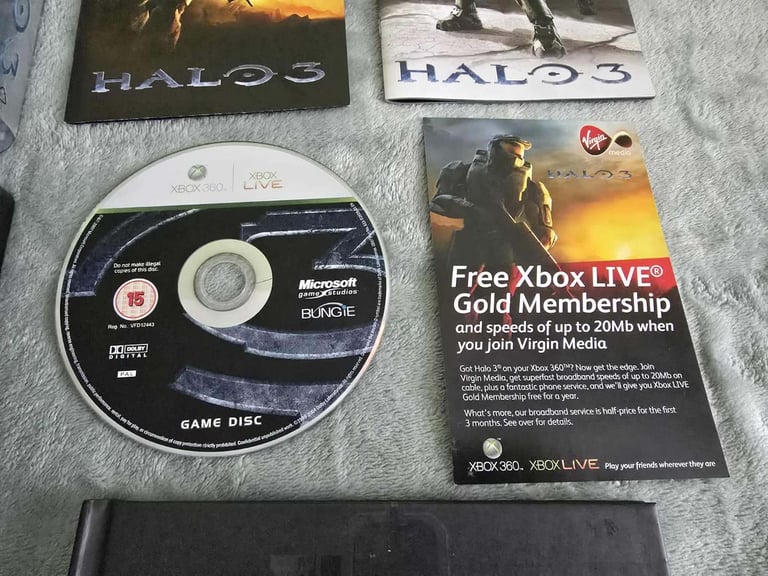 HALO 3
HALO 3
XBOX 360™
XBOX
LIVE
Do not make illegal
copies of this disc.
15
Reg. No. VFD12443
DOLBY
DIGITAL
PAL
Microsoft
game studios
BUNGIE
GAME DISC
Virgin
media
HALO 3
Free Xbox LIVE®
Gold Membership
and speeds of up to 20Mb when
you join Virgin Media
Got Halo 3® on your Xbox 360™? Now get the edge. Join
Virgin Media, get superfast broadband speeds of up to 20Mb on
cable, plus a fantastic phone service, and we'll give you Xbox LIVE
Gold Membership free for a year.
What's more, our broadband service is half-price for the first
3 months. See over for details.
XBOX 360™ XBOX LIVE Play your friends wherever they are